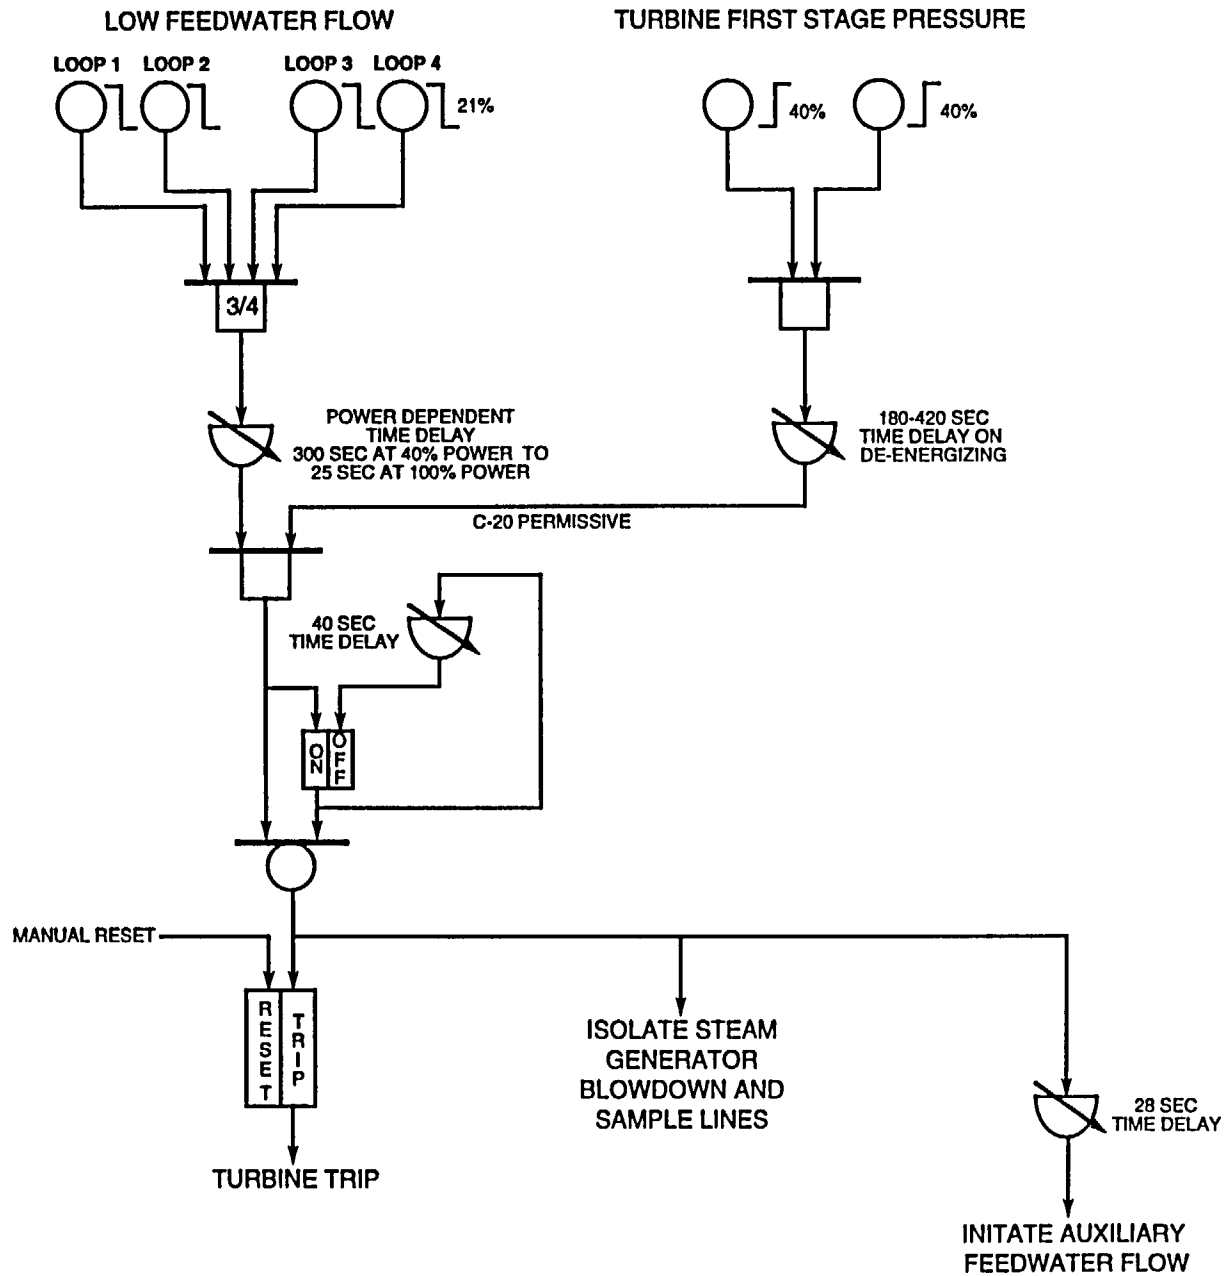 LOW FEEDWATER FLOW
TURBINE FIRST STAGE PRESSURE
LOOP 1
LOOP 2
LOOP 3
LOOP 4
21%
40%
40%
3/4
POWER DEPENDENT
TIME DELAY
300 SEC AT 40% POWER TO
25 SEC AT 100% POWER
180-420 SEC
TIME DELAY ON
DE-ENERGIZING
C-20 PERMISSIVE
40 SEC
TIME DELAY
ON
OFF
MANUAL RESET
RESET
TRIP
TURBINE TRIP
ISOLATE STEAM
GENERATOR
BLOWDOWN AND
SAMPLE LINES
28 SEC
TIME DELAY
INITATE AUXILIARY
FEEDWATER FLOW